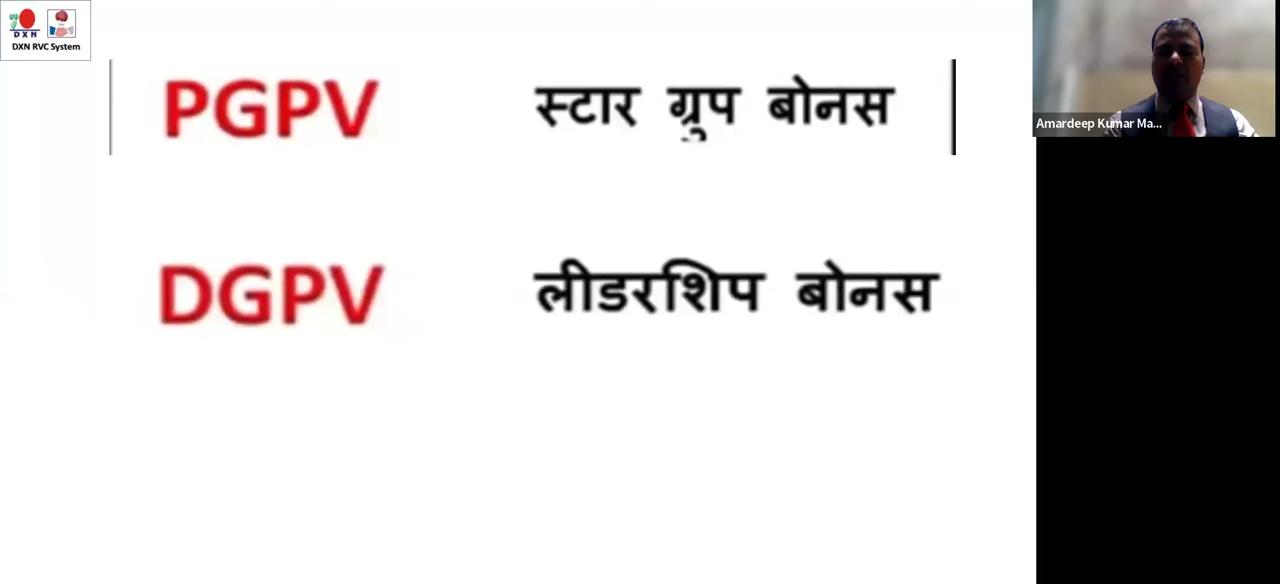 DXN
DXN RVC System
PGPV स्टार ग्रुप बोनस
DGPV लीडरशिप बोनस
Amardeep Kumar Ma...